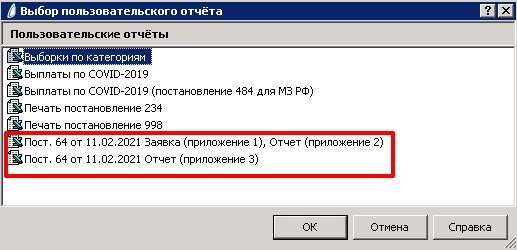 Выбор пользовательского отчёта
Пользовательские отчёты
Выборки по категориям
Выплаты по COVID-2019
Выплаты по COVID-2019 (постановление 484 для МЗ РФ)
Печать постановление 234
Печать постановление 998
Пост. 64 от 11.02.2021 Заявка (приложение 1), Отчет (приложение 2)
Пост. 64 от 11.02.2021 Отчет (приложение 3)
ОК
Отмена
Справка